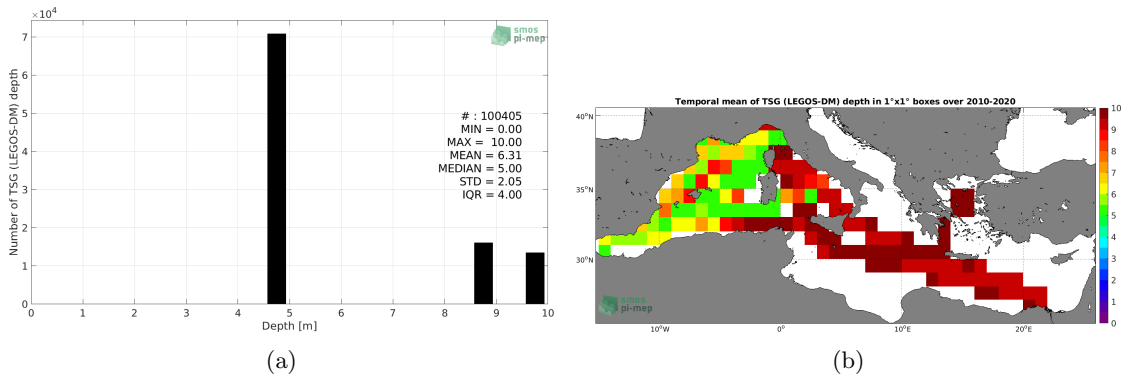 ×10⁴
7
6
5
4
3
2
1
0
Number of TSG (LEGOS-DM) depth
smos
pi-mep
# : 100405
MIN = 0.00
MAX = 10.00
MEAN = 6.31
MEDIAN = 5.00
STD = 2.05
IQR = 4.00
0 1 2 3 4 5 6 7 8 9 10
Depth [m]
(a)
Temporal mean of TSG (LEGOS-DM) depth in 1°x1° boxes over 2010-2020
40°N
35°N
30°N
10°W 0° 10°E 20°E
10
9
8
7
6
5
4
3
2
1
0
smos
pi-mep
(b)